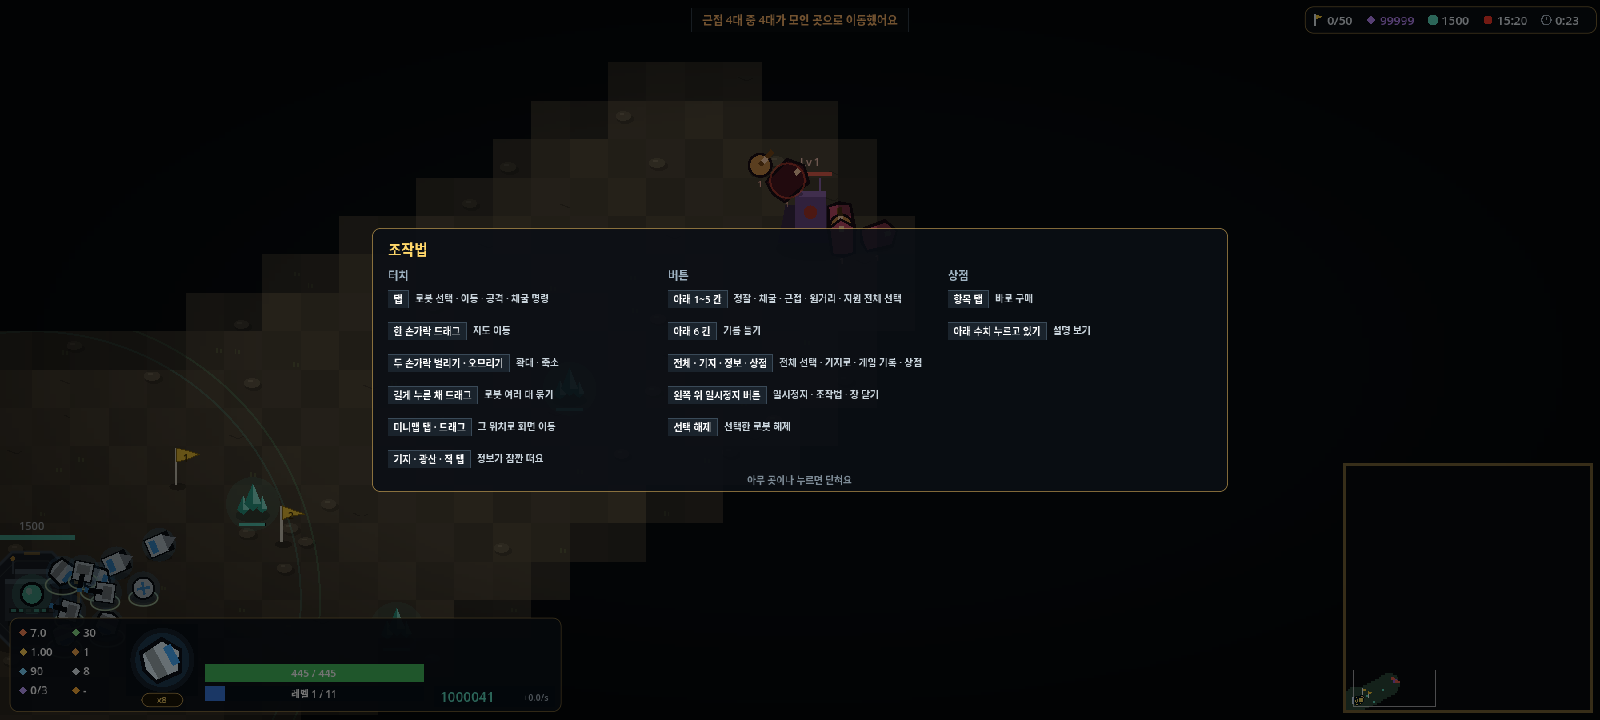 근접 4대 중 4대가 모인 곳으로 이동했어요
0/50 99999 1500 15:20 0:23
Lv 1
1
조작법
터치
탭 로봇 선택 · 이동 · 공격 · 채굴 명령
한 손가락 드래그 지도 이동
두 손가락 벌리기 · 오므리기 확대 · 축소
길게 누른 채 드래그 로봇 여러 대 묶기
미니맵 탭 · 드래그 그 위치로 화면 이동
기지 · 광산 · 적 탭 정보가 잠깐 떠요
버튼
아래 1~5 칸 정찰 · 채굴 · 근접 · 원거리 · 지원 전체 선택
아래 6 칸 기름 붓기
전체 · 기지 · 정보 · 상점 전체 선택 · 기지로 · 게임 기록 · 상점
왼쪽 위 일시정지 버튼 일시정지 · 조작법 · 창 닫기
선택 해제 선택한 로봇 해제
상점
항목 탭 바로 구매
아래 수치 누르고 있기 설명 보기
아무 곳이나 누르면 닫혀요
1500
7.0 30
1.00 1
90 8
0/3 -
x8
445 / 445
레벨 1 / 11
1000041
+0.0/s